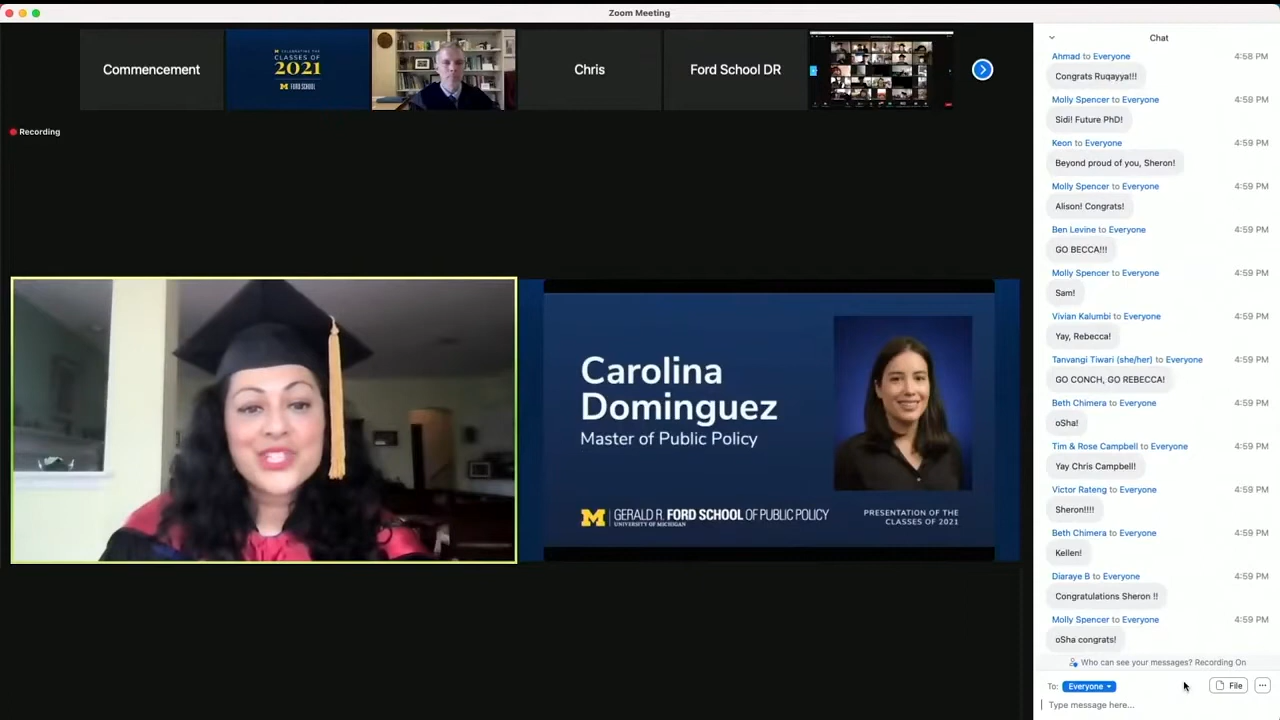 Zoom Meeting
Commencement
CELEBRATING THE
CLASSES OF
2021
M FORD SCHOOL
Chris
Ford School DR
Recording
Carolina
Dominguez
Master of Public Policy
M GERALD R. FORD SCHOOL OF PUBLIC POLICY
UNIVERSITY OF MICHIGAN
PRESENTATION OF THE
CLASSES OF 2021
Chat
Ahmad to Everyone 4:58 PM
Congrats Ruqayya!!!
Molly Spencer to Everyone 4:58 PM
Sidi! Future PhD!
Keon to Everyone 4:59 PM
Beyond proud of you, Sheron!
Molly Spencer to Everyone 4:59 PM
Alison! Congrats!
Ben Levine to Everyone 4:59 PM
GO BECCA!!!
Molly Spencer to Everyone 4:59 PM
Sam!
Vivian Kalumbi to Everyone 4:59 PM
Yay, Rebecca!
Tanvangi Tiwari (she/her) to Everyone 4:59 PM
GO CONCH, GO REBECCA!
Beth Chimera to Everyone 4:59 PM
oSha!
Tim & Rose Campbell to Everyone 4:59 PM
Yay Chris Campbell!
Victor Rateng to Everyone 4:59 PM
Sheron!!!!
Beth Chimera to Everyone 4:59 PM
Kellen!
Diaraye B to Everyone 4:59 PM
Congratulations Sheron !!
Molly Spencer to Everyone 4:59 PM
oSha congrats!
Who can see your messages? Recording On
To: Everyone File ...
Type message here...